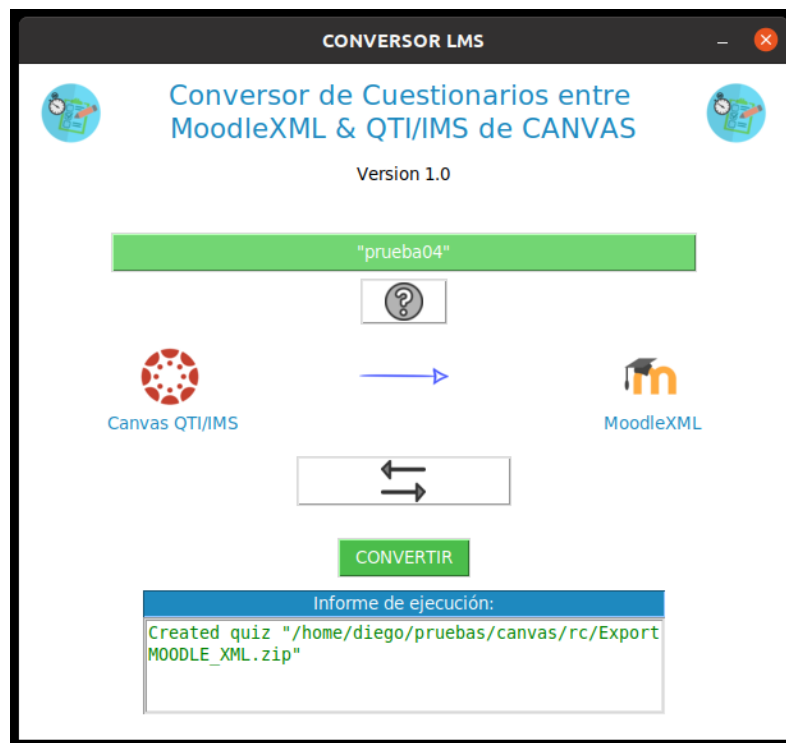 CONVERSOR LMS
Conversor de Cuestionarios entre
MoodleXML & QTI/IMS de CANVAS
Version 1.0
"prueba04"
Canvas QTI/IMS
MoodleXML
CONVERTIR
Informe de ejecución:
Created quiz "/home/diego/pruebas/canvas/rc/Export
MOODLE_XML.zip"